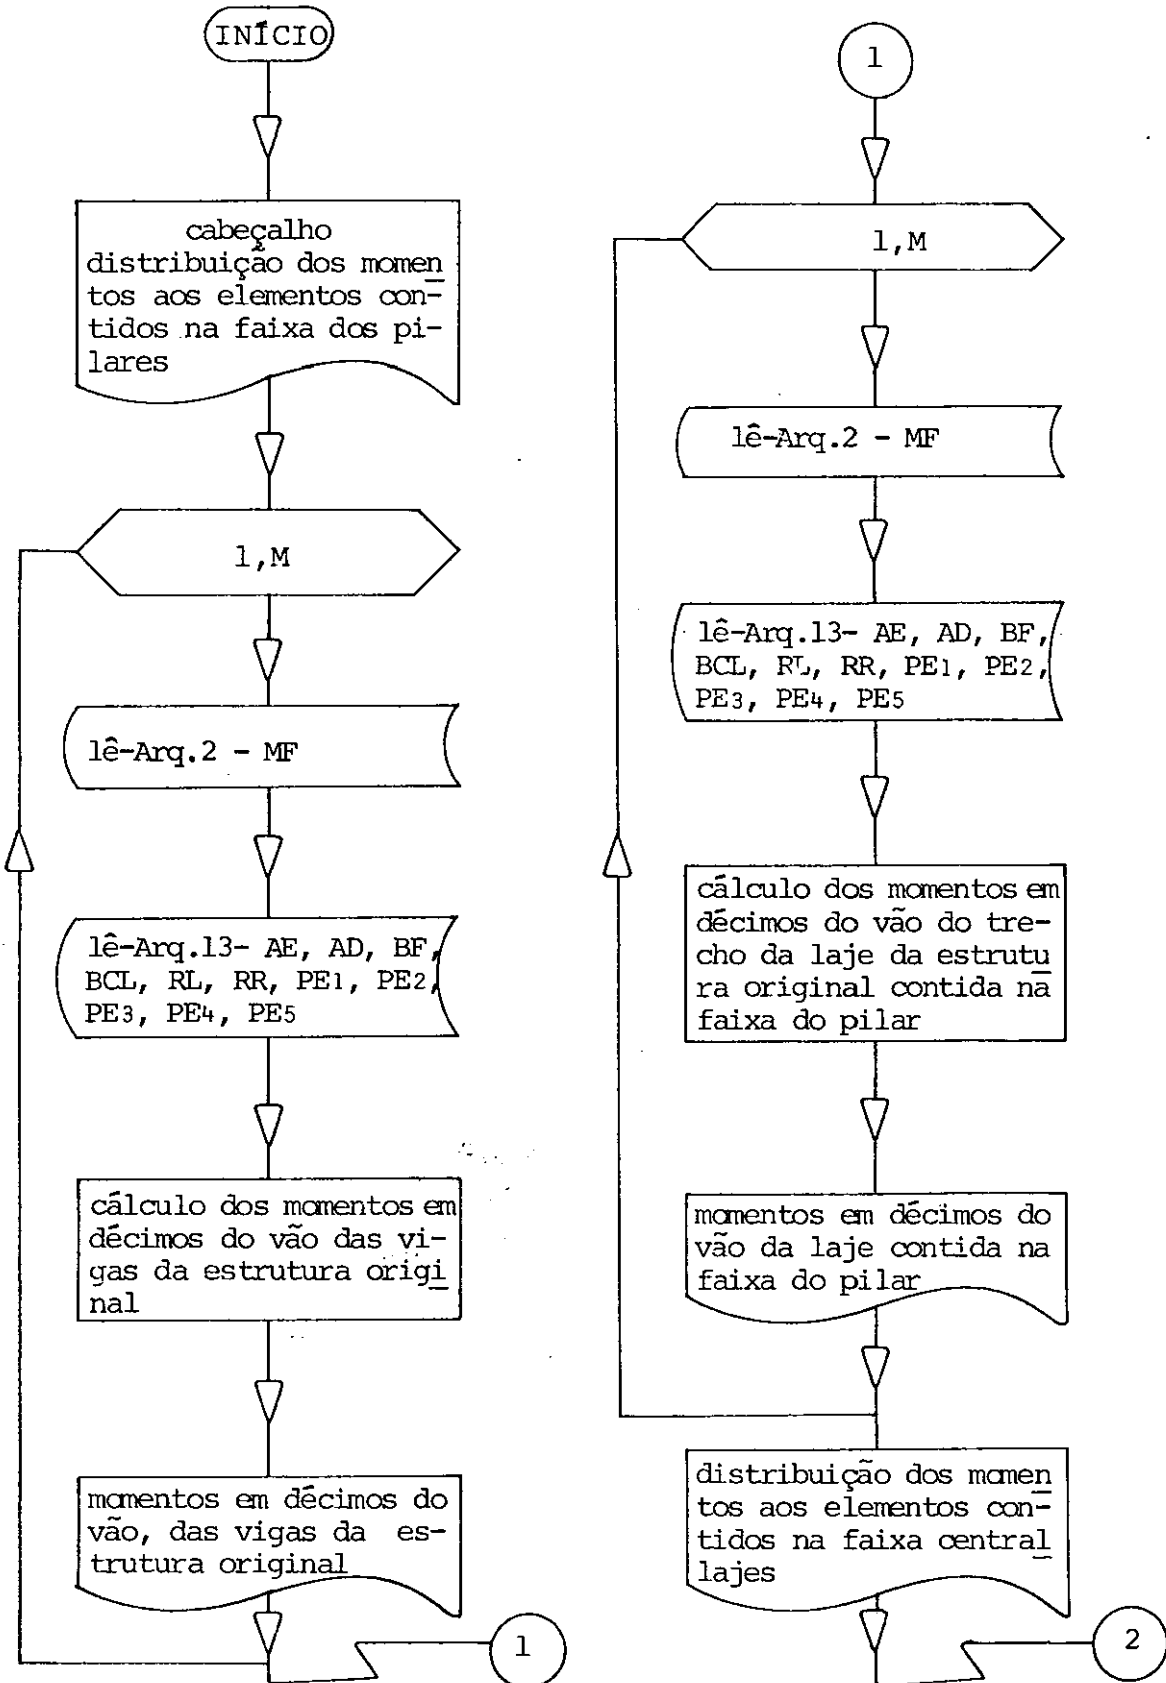 INÍCIO
cabeçalho
distribuição dos momen
tos aos elementos con-
tidos na faixa dos pi-
lares
1,M
lê-Arq.2 - MF
lê-Arq.13- AE, AD, BF,
BCL, RL, RR, PE1, PE2,
PE3, PE4, PE5
cálculo dos momentos em
décimos do vão das vi-
gas da estrutura origi
nal
momentos em décimos do
vão, das vigas da es-
trutura original
1
1
1,M
lê-Arq.2 - MF
lê-Arq.13- AE, AD, BF,
BCL, RL, RR, PE1, PE2,
PE3, PE4, PE5
cálculo dos momentos em
décimos do vão do tre-
cho da laje da estrutu
ra original contida na
faixa do pilar
momentos em décimos do
vão da laje contida na
faixa do pilar
distribuição dos momen
tos aos elementos con-
tidos na faixa central
lajes
2